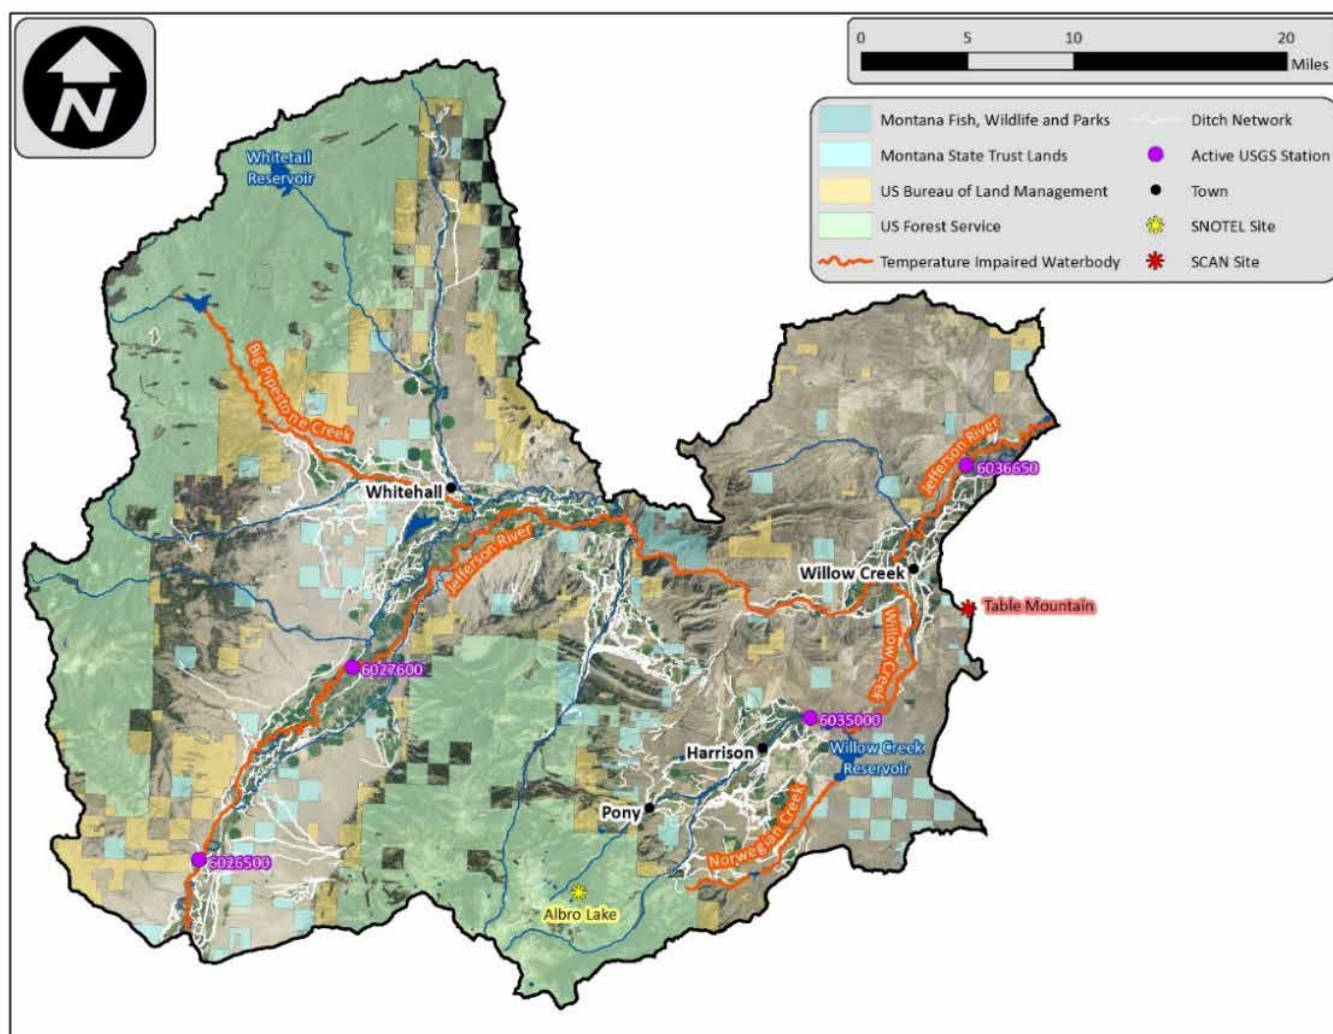 N
0 5 10 20
Miles
Montana Fish, Wildlife and Parks
Montana State Trust Lands
US Bureau of Land Management
US Forest Service
Temperature Impaired Waterbody
Ditch Network
Active USGS Station
Town
SNOTEL Site
SCAN Site
Whitetail
Reservoir
Big Pipestone Creek
Whitehall
Jefferson River
Jefferson River
6036650
Willow Creek
Table Mountain
Willow Creek
6027600
6035000
Harrison
Willow Creek
Reservoir
Pony
Norwegian Creek
6026500
Albro Lake